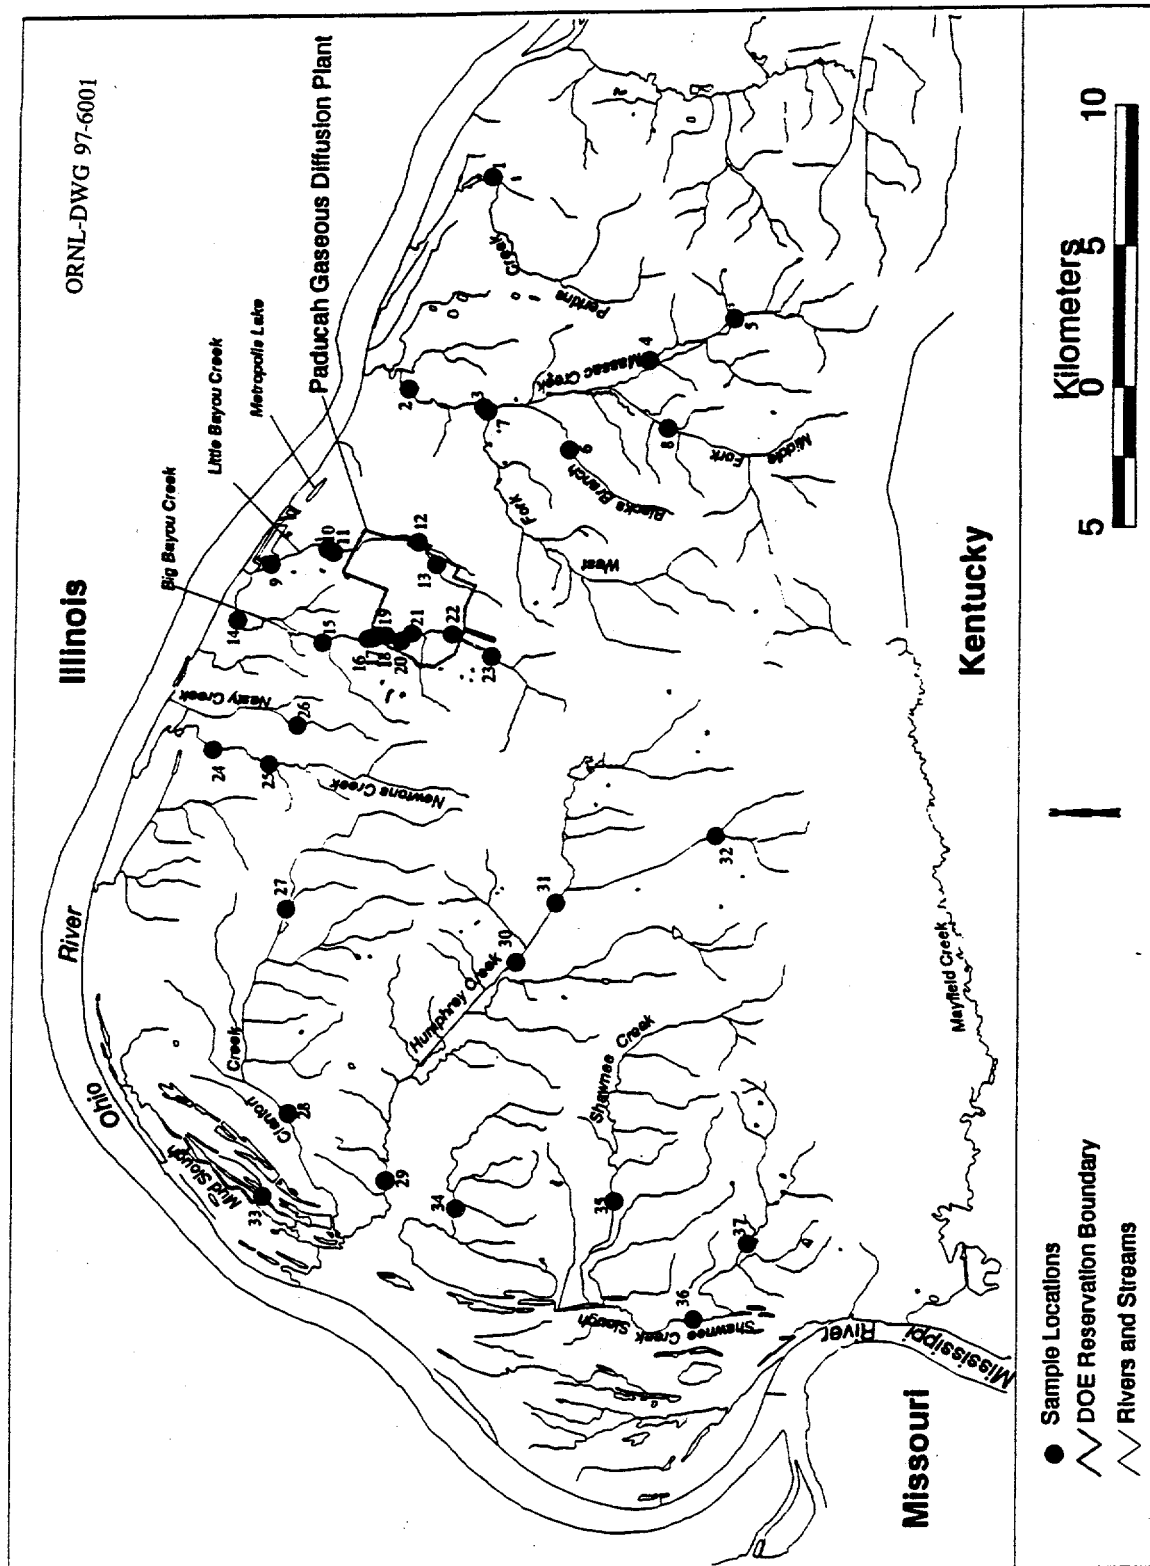 ORNL-DWG 97-6001
Illinois
Big Bayou Creek
Little Bayou Creek
Metropolis Lake
Paducah Gaseous Diffusion Plant
Ohio
River
Mud Slough
33
Clanton
Creek
28
27
24
25
Newtons Creek
26
Nasty Creek
14
15
16
17
18
19
20
21
22
23
9
10
11
12
13
2
3
7
1
Perkins
Creek
Massac Creek
4
5
6
Blacks Branch
8
Middle
Fork
West
Fork
29
Humphrey Creek
30
31
32
34
35
Shawnee Creek
36
Shawnee Creek
Slough
37
Mayfield Creek
Kentucky
Missouri
Mississippi
River
Sample Locations
DOE Reservation Boundary
Rivers and Streams
5
0
5
10
Kilometers